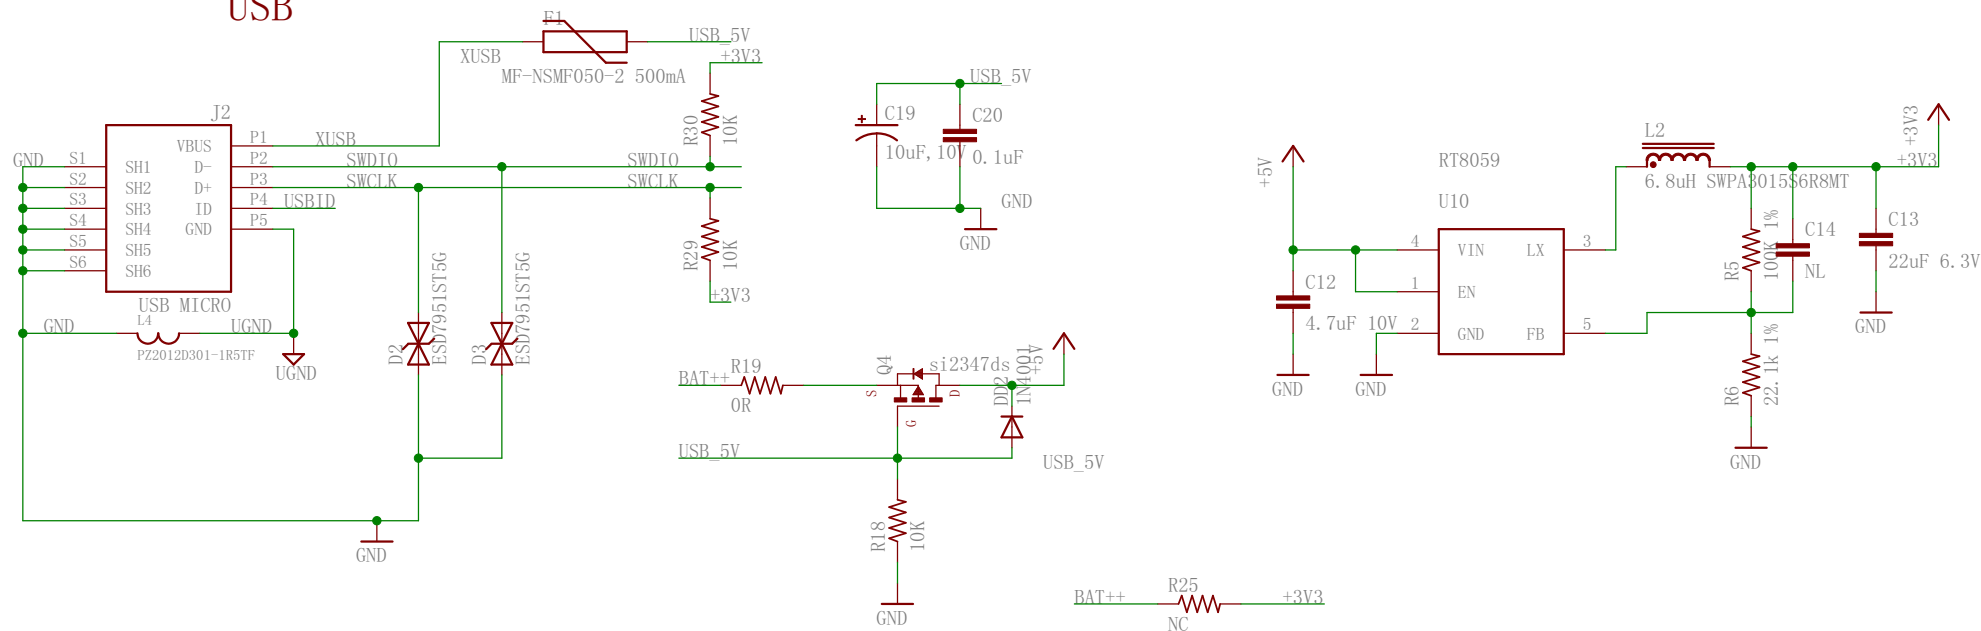 USB
F1
XUSB
USB_5V
+3V3
MF-NSMF050-2 500mA
J2
VBUS
P1
XUSB
GND
S1
SH1
D-
P2
SWDIO
SWDIO
S2
SH2
D+
P3
SWCLK
SWCLK
S3
SH3
ID
P4
USBID
S4
SH4
GND
P5
S5
SH5
S6
SH6
USB MICRO
GND
L4
UGND
PZ2012D301-1R5TF
UGND
GND
D2
ESD7951ST5G
D3
ESD7951ST5G
R30
10K
R29
10K
+3V3
USB_5V
C19
10uF,10V
C20
0.1uF
GND
GND
BAT++
R19
0R
Q4
si2347ds
S
D
G
DD2
1N4001
+5V
USB_5V
USB_5V
R18
10K
GND
BAT++
R25
NC
+3V3
+5V
C12
4.7uF 10V
GND
GND
RT8059
U10
4
VIN
LX
3
1
EN
2
GND
FB
5
L2
6.8uH SWPA3015S6R8MT
+3V3
+3V3
R5
100K 1%
C14
NL
C13
22uF 6.3V
GND
R6
22.1k 1%
GND